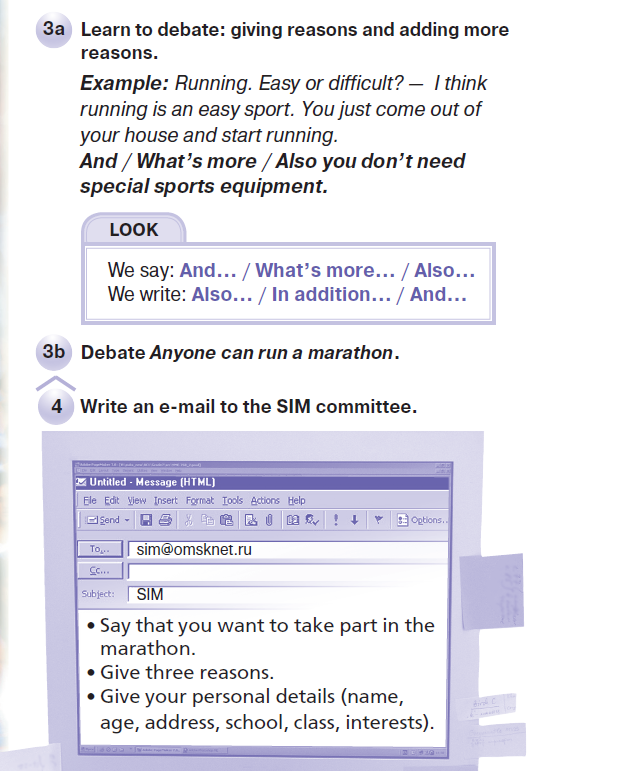 3a Learn to debate: giving reasons and adding more
reasons.
Example: Running. Easy or difficult? — I think
running is an easy sport. You just come out of
your house and start running.
And / What's more / Also you don't need
special sports equipment.
LOOK
We say: And... / What's more... / Also...
We write: Also... / In addition... / And...
3b Debate Anyone can run a marathon.
4 Write an e-mail to the SIM committee.
Untitled - Message (HTML)
File Edit View Insert Format Tools Actions Help
Send Options..
To... sim@omsknet.ru
Cc...
Subject: SIM
• Say that you want to take part in the
marathon.
• Give three reasons.
• Give your personal details (name,
age, address, school, class, interests).